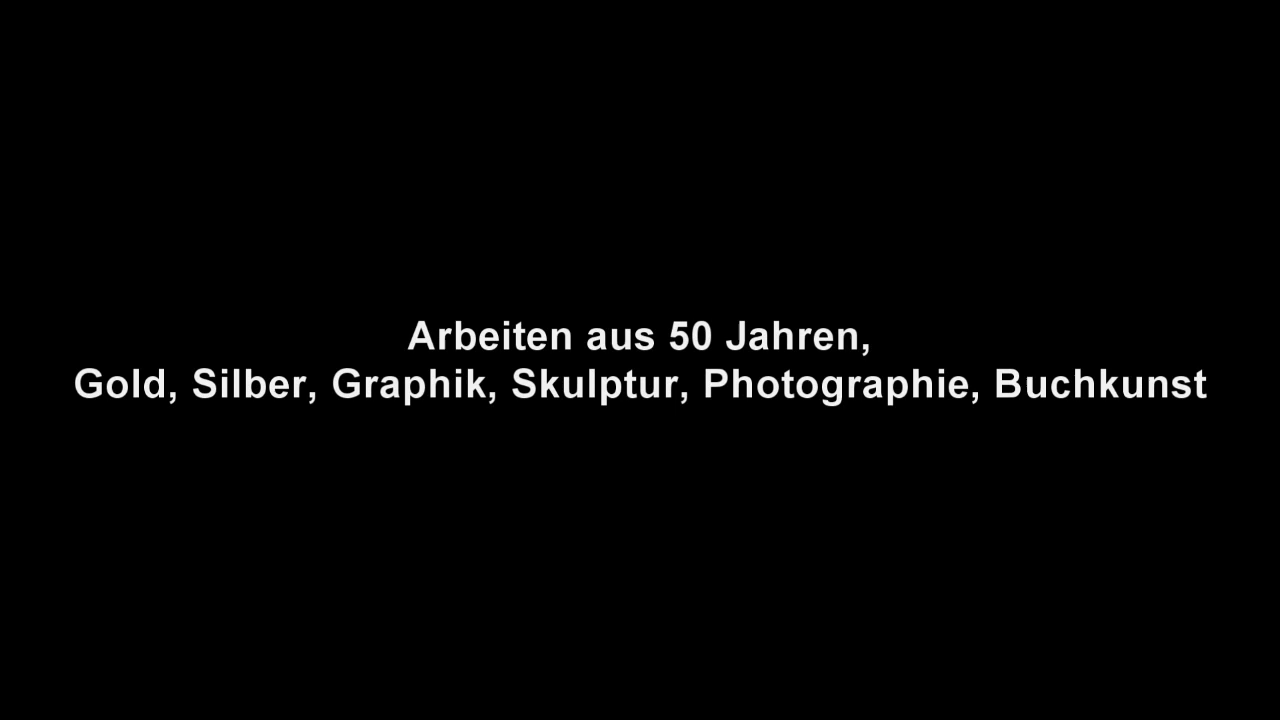 Arbeiten aus 50 Jahren,
Gold, Silber, Graphik, Skulptur, Photographie, Buchkunst